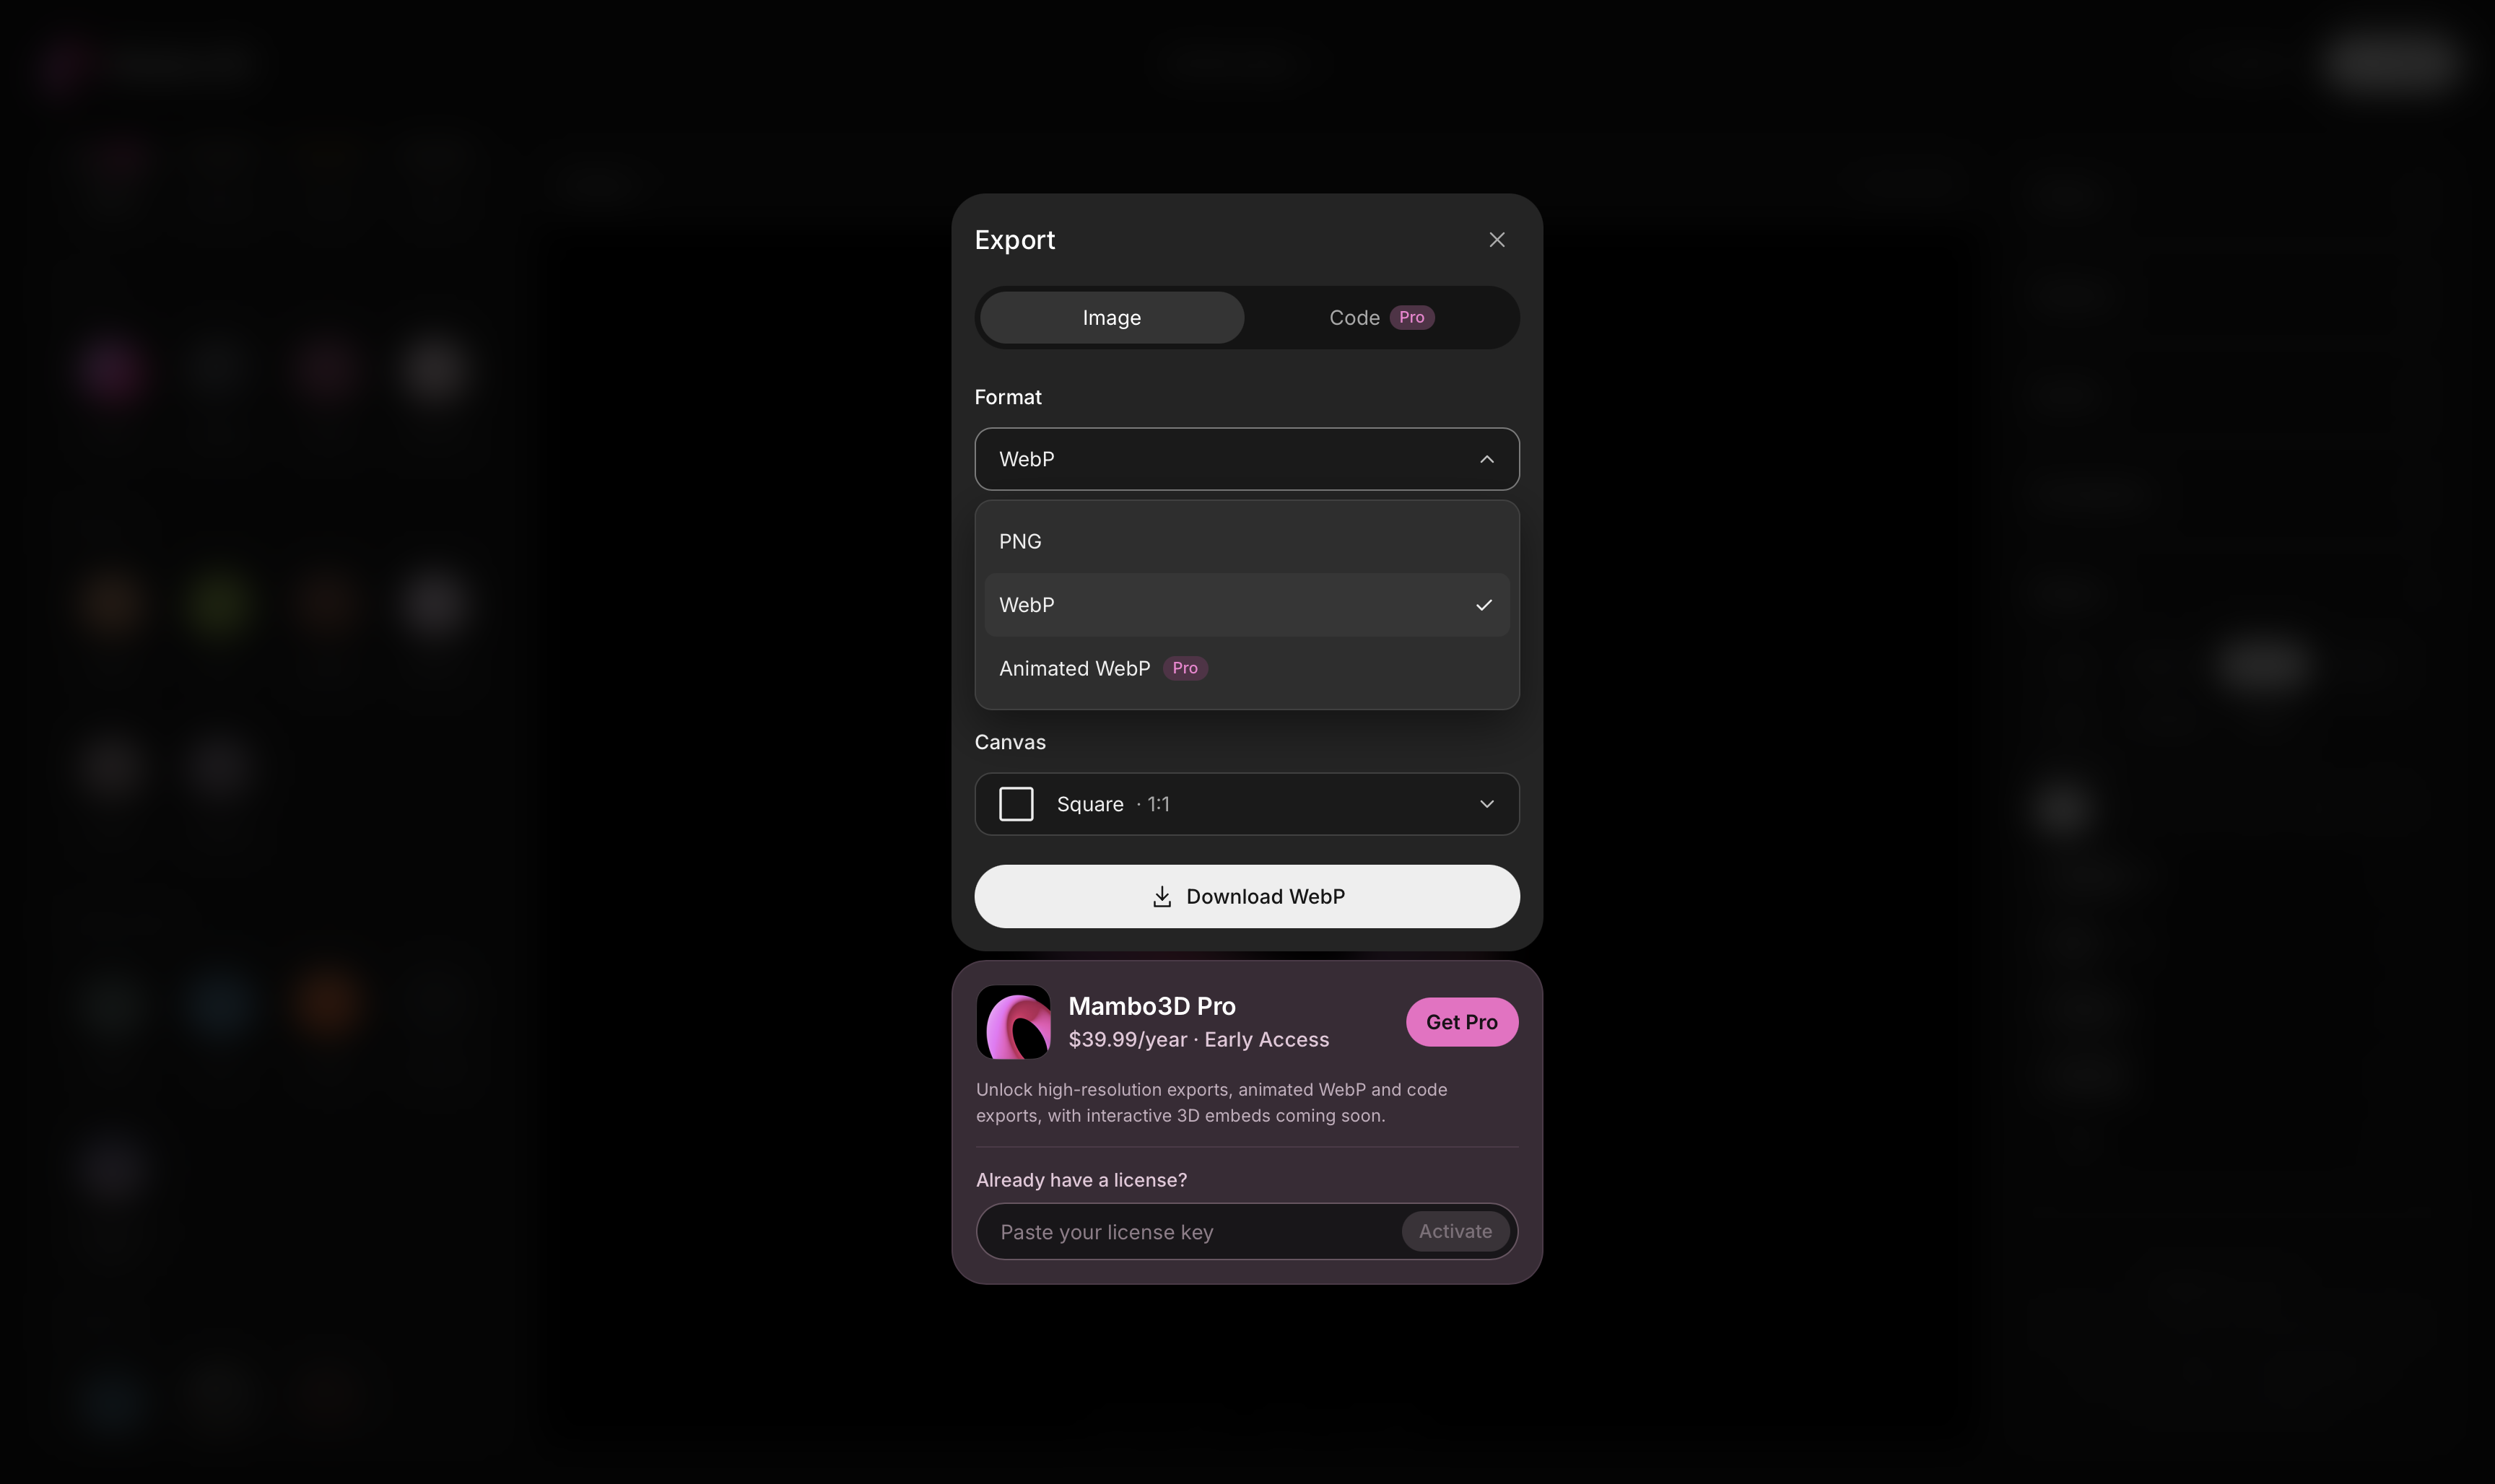 Export
Image
Code Pro
Format
WebP
PNG
WebP
Animated WebP Pro
Canvas
Square · 1:1
Download WebP
Mambo3D Pro
$39.99/year · Early Access
Get Pro
Unlock high-resolution exports, animated WebP and code
exports, with interactive 3D embeds coming soon.
Already have a license?
Paste your license key
Activate